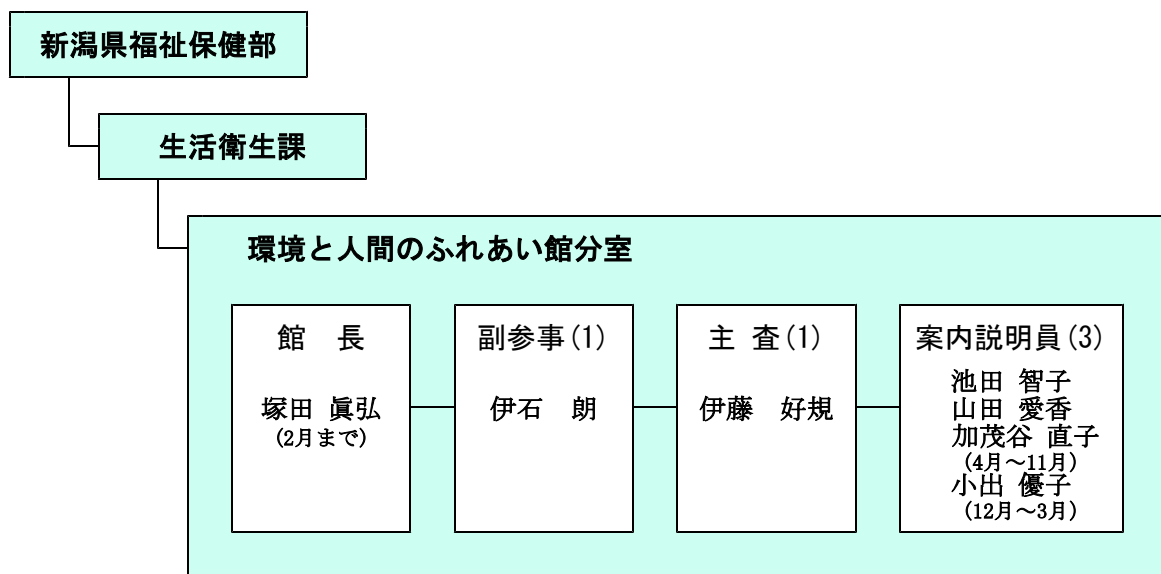 新潟県福祉保健部
生活衛生課
環境と人間のふれあい館分室
館　長
塚田 眞弘
(2月まで)
副参事(1)
伊石　朗
主 査(1)
伊藤　好規
案内説明員(3)
池田 智子
山田 愛香
加茂谷 直子
(4月～11月)
小出 優子
(12月～3月)